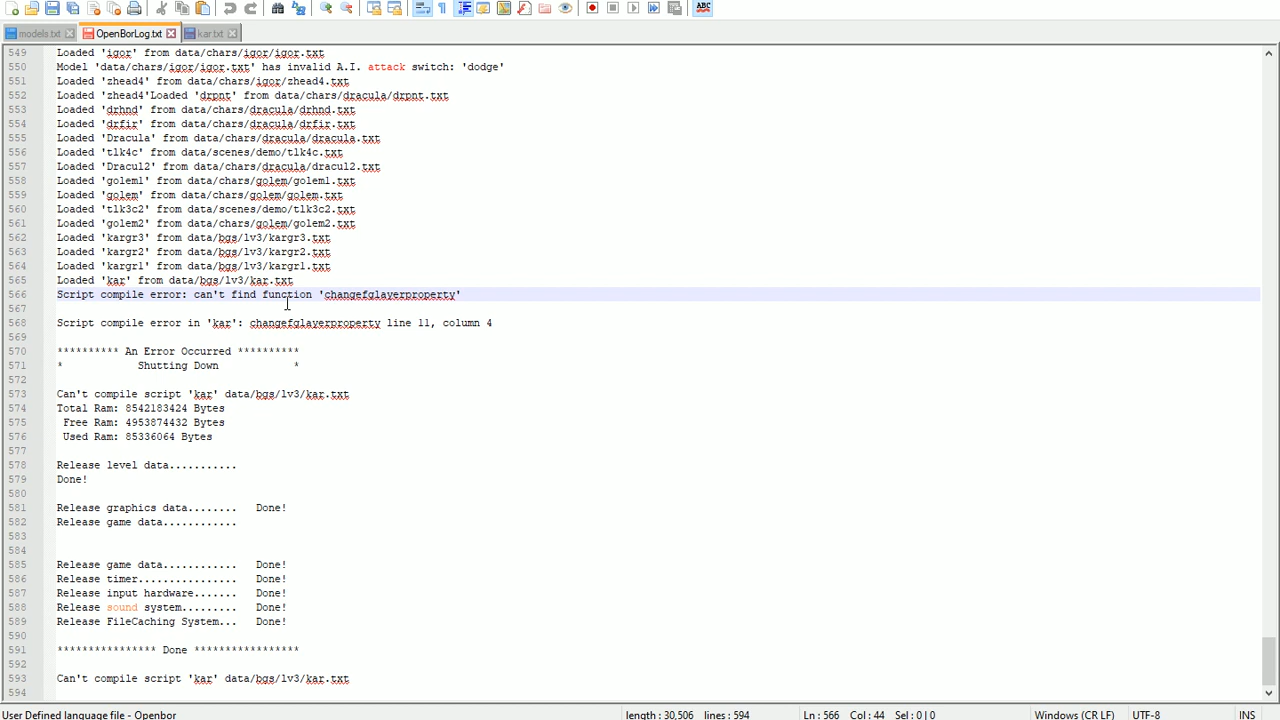 ABC
models.txt OpenBorLog.txt kar.txt
549 Loaded 'igor' from data/chars/igor/igor.txt
550 Model 'data/chars/igor/igor.txt' has invalid A.I. attack switch: 'dodge'
551 Loaded 'zhead4' from data/chars/igor/zhead4.txt
552 Loaded 'zhead4'Loaded 'drpnt' from data/chars/dracula/drpnt.txt
553 Loaded 'drhnd' from data/chars/dracula/drhnd.txt
554 Loaded 'drfir' from data/chars/dracula/drfir.txt
555 Loaded 'Dracula' from data/chars/dracula/dracula.txt
556 Loaded 'tlk4c' from data/scenes/demo/tlk4c.txt
557 Loaded 'Dracul2' from data/chars/dracula/dracul2.txt
558 Loaded 'golem1' from data/chars/golem/golem1.txt
559 Loaded 'golem' from data/chars/golem/golem.txt
560 Loaded 'tlk3c2' from data/scenes/demo/tlk3c2.txt
561 Loaded 'golem2' from data/chars/golem/golem2.txt
562 Loaded 'kargr3' from data/bgs/lv3/kargr3.txt
563 Loaded 'kargr2' from data/bgs/lv3/kargr2.txt
564 Loaded 'kargr1' from data/bgs/lv3/kargr1.txt
565 Loaded 'kar' from data/bgs/lv3/kar.txt
566 Script compile error: can't find function 'changefglayerproperty'
567
568 Script compile error in 'kar': changefglayerproperty line 11, column 4
569
570 ********** An Error Occurred **********
571 * Shutting Down *
572
573 Can't compile script 'kar' data/bgs/lv3/kar.txt
574 Total Ram: 8542183424 Bytes
575 Free Ram: 4953874432 Bytes
576 Used Ram: 85336064 Bytes
577
578 Release level data...........
579 Done!
580
581 Release graphics data........ Done!
582 Release game data............
583
584
585 Release game data............ Done!
586 Release timer................ Done!
587 Release input hardware....... Done!
588 Release sound system......... Done!
589 Release FileCaching System... Done!
590
591 **************** Done *****************
592
593 Can't compile script 'kar' data/bgs/lv3/kar.txt
594
User Defined language file - Openbor length : 30,506 lines : 594 Ln : 566 Col : 44 Sel : 0 | 0 Windows (CR LF) UTF-8 INS